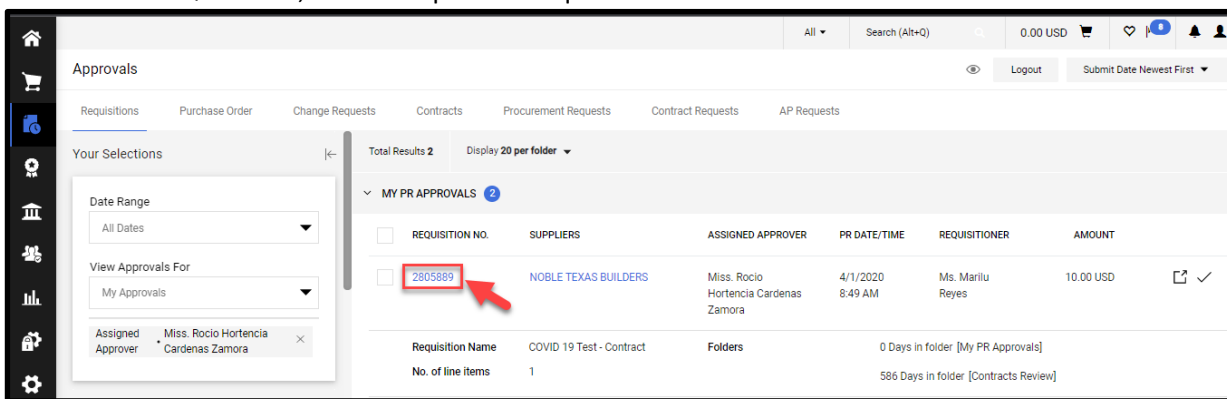 All Search (Alt+Q) 0.00 USD
Approvals Logout Submit Date Newest First
Requisitions Purchase Order Change Requests Contracts Procurement Requests Contract Requests AP Requests
Your Selections Total Results 2 Display 20 per folder
MY PR APPROVALS 2
Date Range
All Dates
REQUISITION NO. SUPPLIERS ASSIGNED APPROVER PR DATE/TIME REQUISITIONER AMOUNT
View Approvals For
My Approvals
2805889 NOBLE TEXAS BUILDERS Miss. Rocio Hortencia Cardenas Zamora 4/1/2020 8:49 AM Ms. Marilu Reyes 10.00 USD
Assigned Approver • Miss. Rocio Hortencia Cardenas Zamora
Requisition Name COVID 19 Test - Contract Folders 0 Days in folder [My PR Approvals]
No. of line items 1 586 Days in folder [Contracts Review]